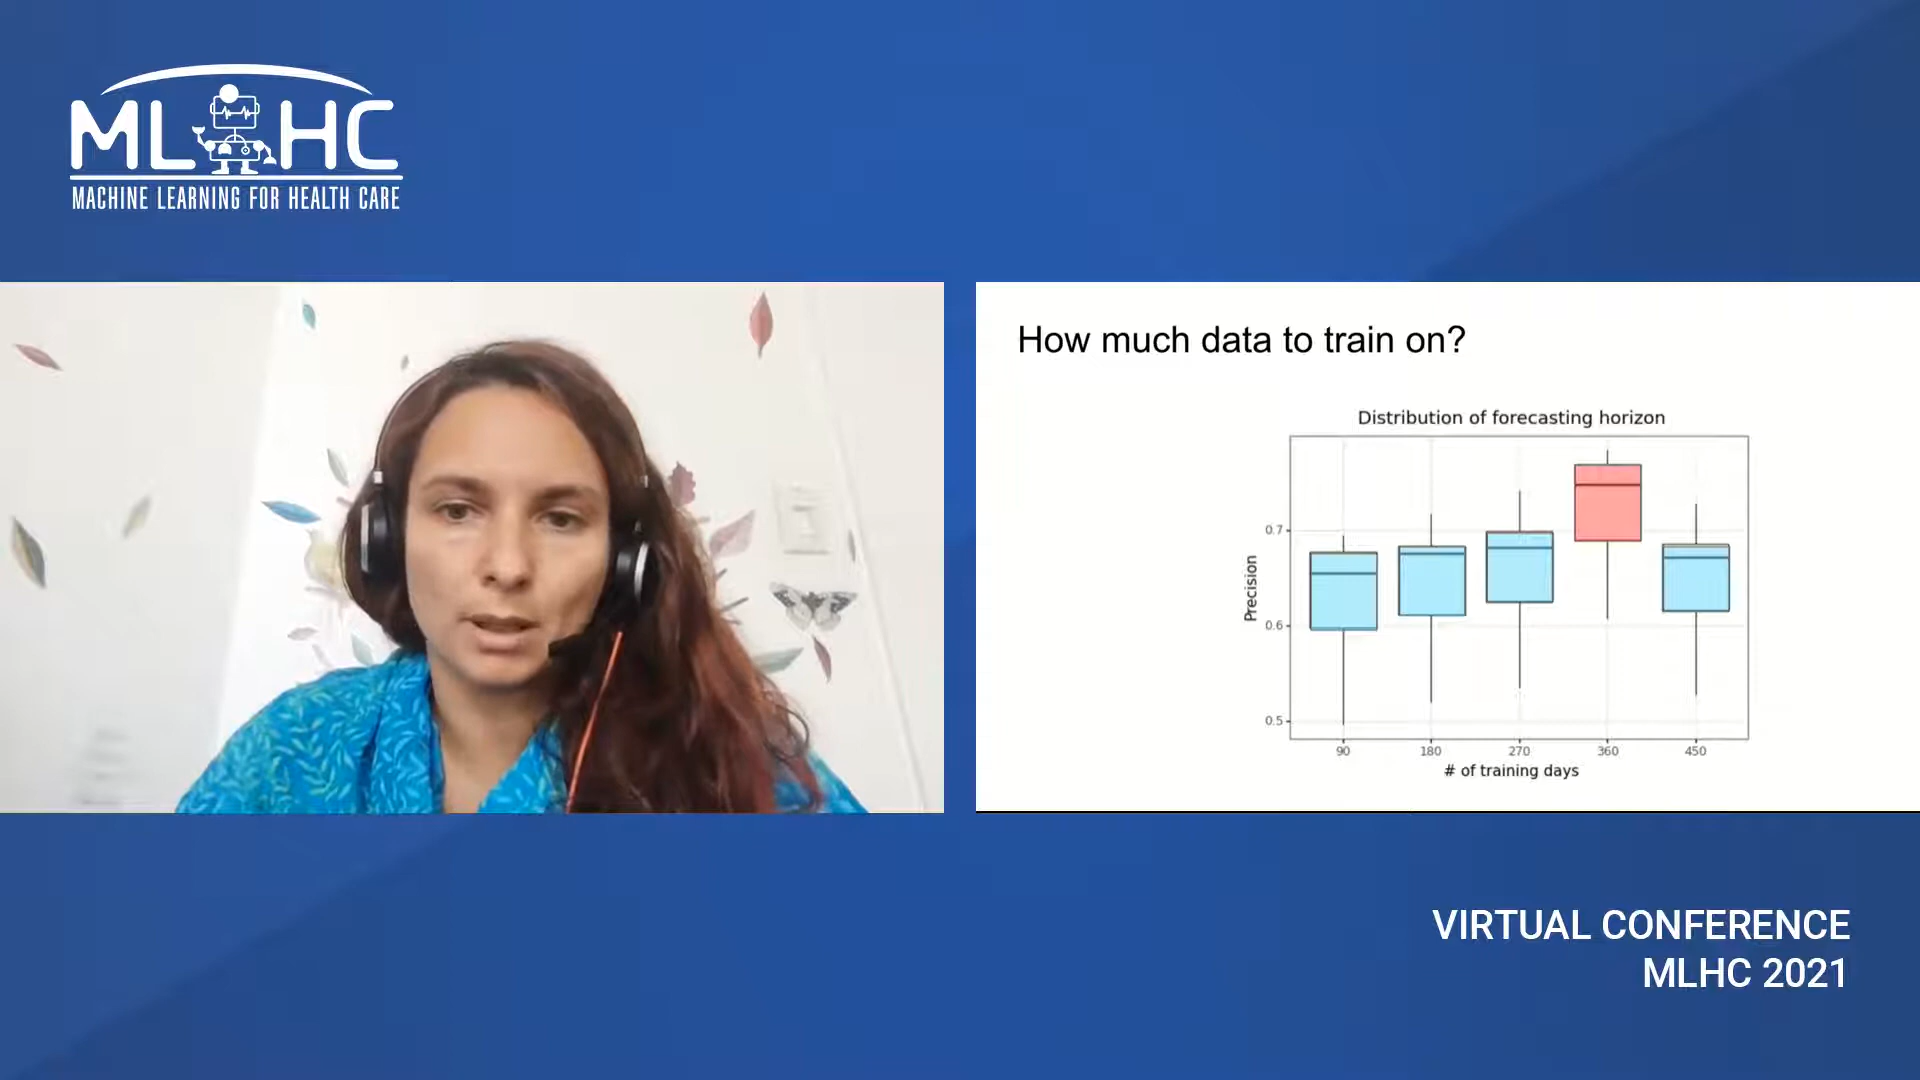 ML HC
MACHINE LEARNING FOR HEALTH CARE
How much data to train on?
Distribution of forecasting horizon
Precision
0.7
0.6
0.5
90 180 270 360 450
# of training days
VIRTUAL CONFERENCE
MLHC 2021